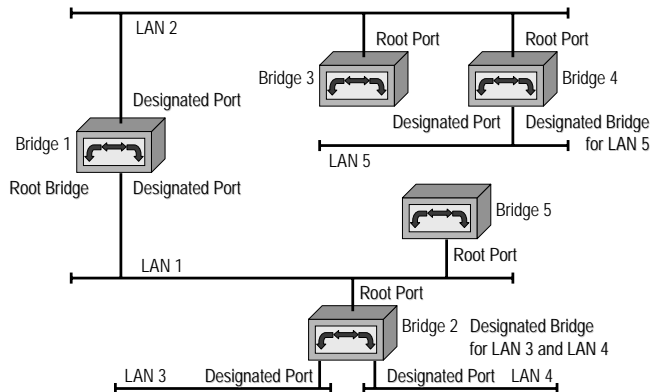 LAN 2
Root Port
Root Port
Bridge 3
Bridge 4
Designated Port
Designated Port
Designated Bridge
for LAN 5
Bridge 1
LAN 5
Root Bridge
Designated Port
Bridge 5
Root Port
LAN 1
Root Port
Bridge 2
Designated Bridge
for LAN 3 and LAN 4
LAN 3
Designated Port
Designated Port
LAN 4